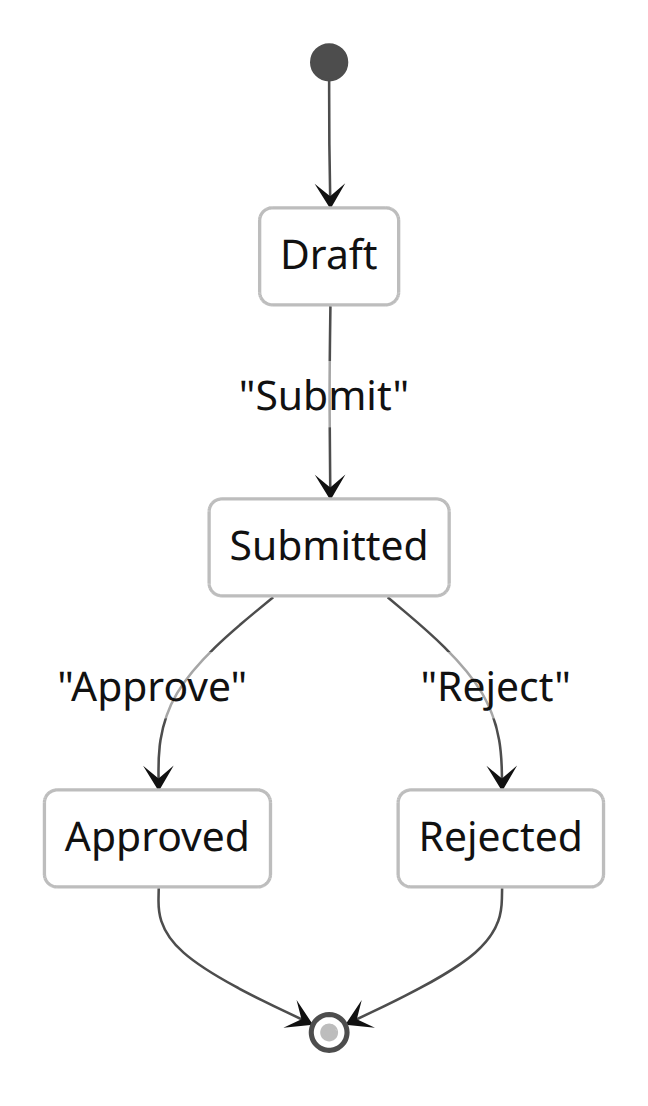 Draft
"Submit"
Submitted
"Approve"
"Reject"
Approved
Rejected